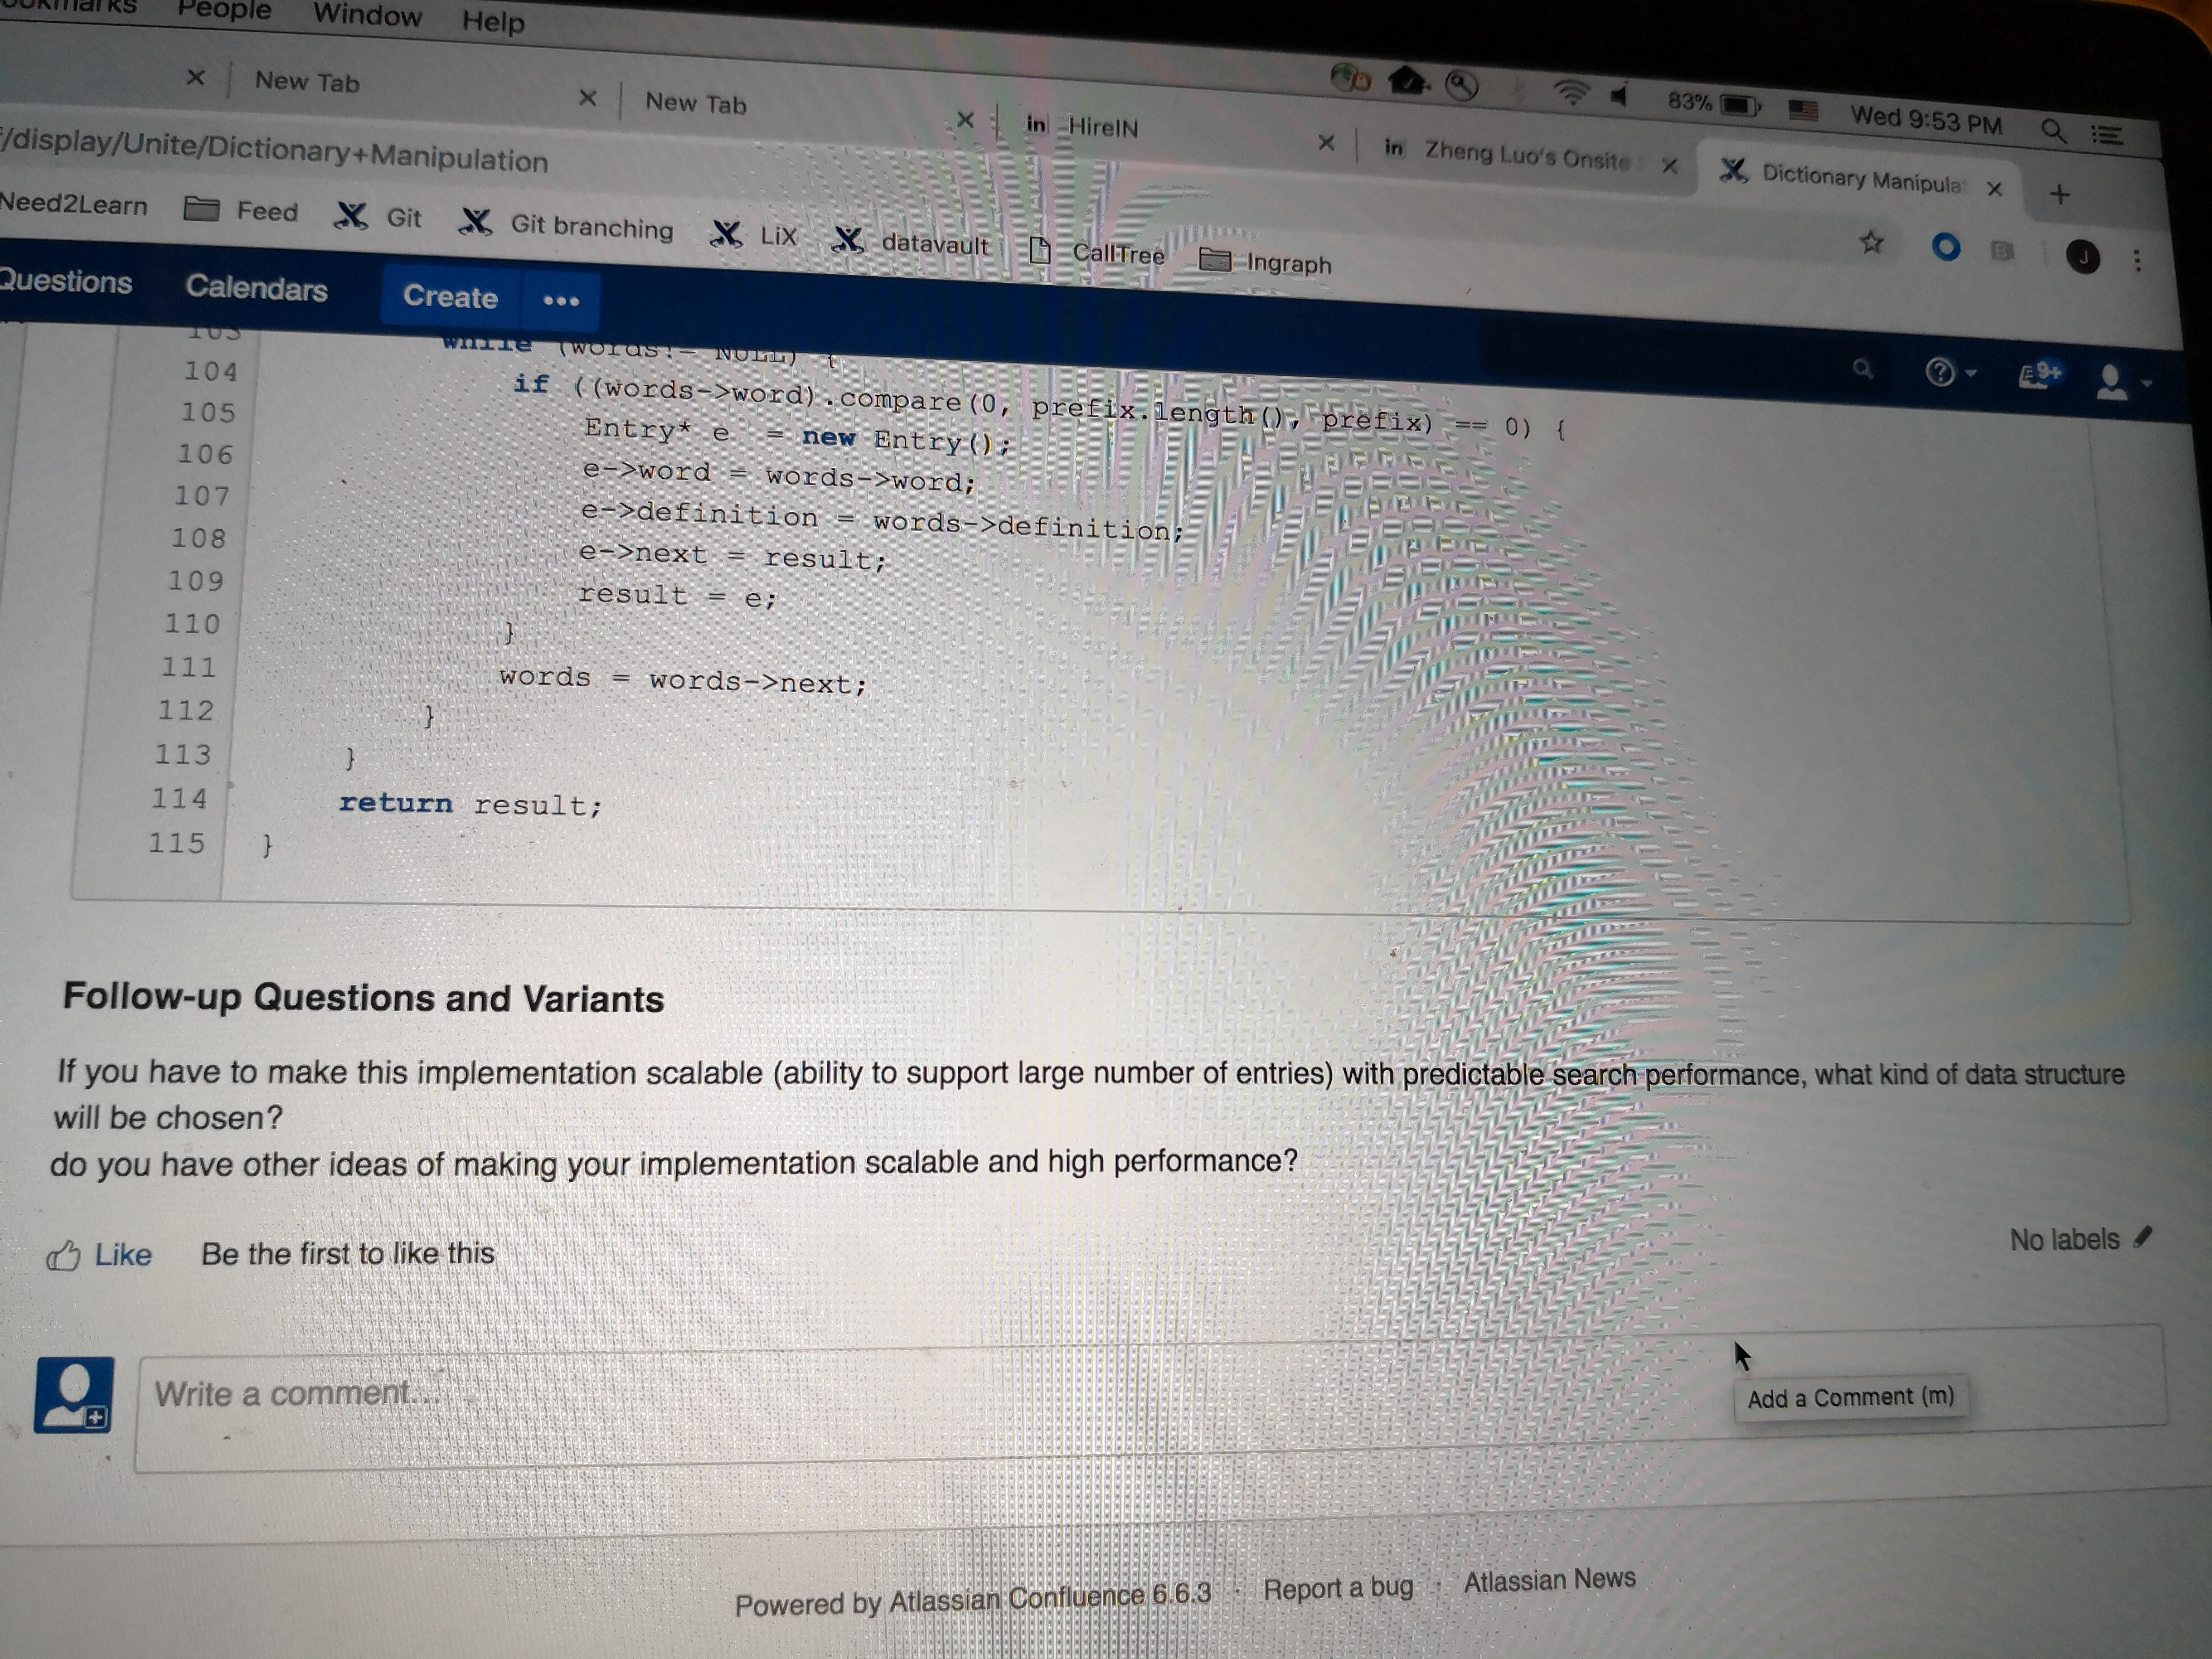 People Window Help
83% Wed 9:53 PM
New Tab
New Tab
in HireIN
in Zheng Luo's Onsite
Dictionary Manipula
/display/Unite/Dictionary+Manipulation
Need2Learn Feed Git Git branching LiX datavault CallTree Ingraph
J
Questions Calendars Create •••
9+
103 while (words!= NULL) {
104 if ((words->word).compare(0, prefix.length(), prefix) == 0) {
105 Entry* e = new Entry();
106 e->word = words->word;
107 e->definition = words->definition;
108 e->next = result;
109 result = e;
110 }
111 words = words->next;
112 }
113 }
114 return result;
115 }
Follow-up Questions and Variants
If you have to make this implementation scalable (ability to support large number of entries) with predictable search performance, what kind of data structure
will be chosen?
do you have other ideas of making your implementation scalable and high performance?
Like Be the first to like this
No labels
Write a comment...
Add a Comment (m)
Powered by Atlassian Confluence 6.6.3 · Report a bug · Atlassian News